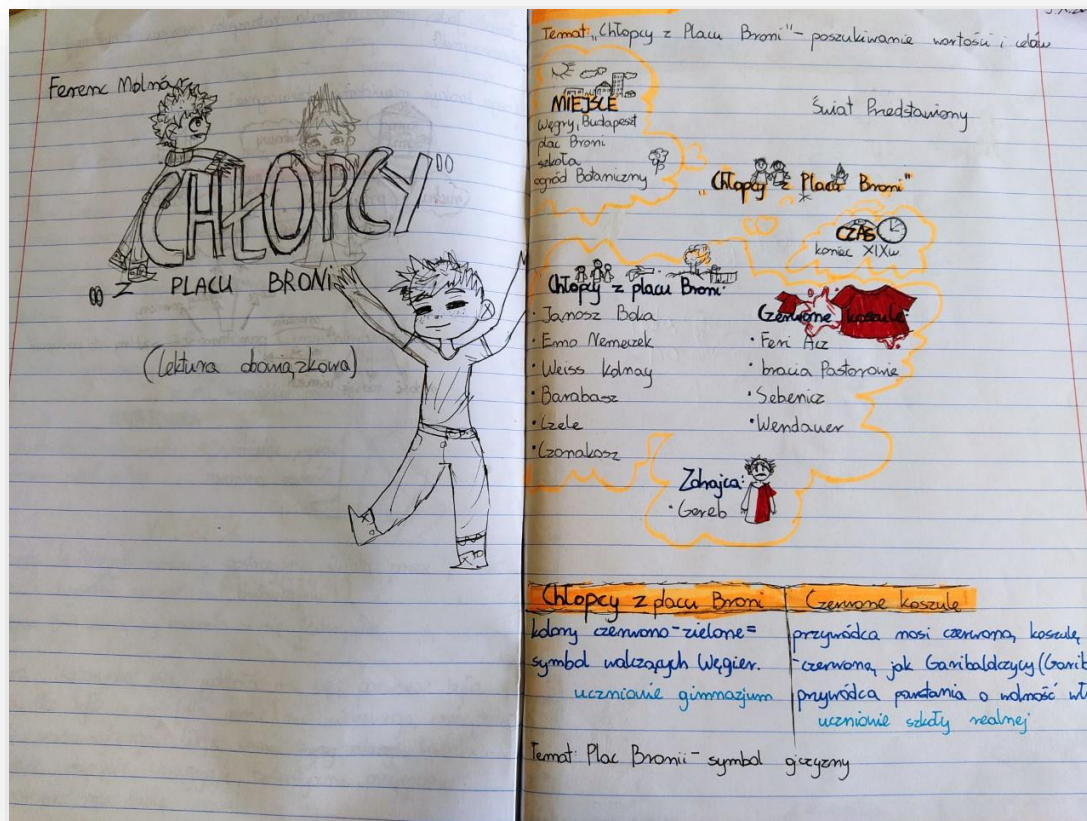 Ferenc Molnár
"CHŁOPCY
Z PLACU BRONI"
(lektura obowiązkowa)
Temat: „Chłopcy z Placu Broni" - poszukiwanie wartości i celów
Świat Przedstawiony
MIEJSCE
Węgry, Budapeszt
plac Broni
szkoła
ogród Botaniczny
„Chłopcy z Placu Broni"
CZAS
koniec XIXw
Chłopcy z placu Broni:
· Janosz Boka
· Erno Nemeczek
· Weiss Kolnay
· Barabasz
· Czele
· Czonakosz
Czerwone koszule:
· Feri Acz
· bracia Pastorowie
· Sebenicz
· Wendauer
Zdrajca:
· Gereb
Chłopcy z placu Broni
kolory czerwono-zielone =
symbol walczących Węgier.
uczniowie gimnazjum
Czerwone koszule
przywódca nosi czerwoną koszulę
-czerwoną jak Garibaldczycy (Garib
przywódca powstania o wolność wł
uczniowie szkoły realnej
Temat: Plac Bronii - symbol ojczyzny